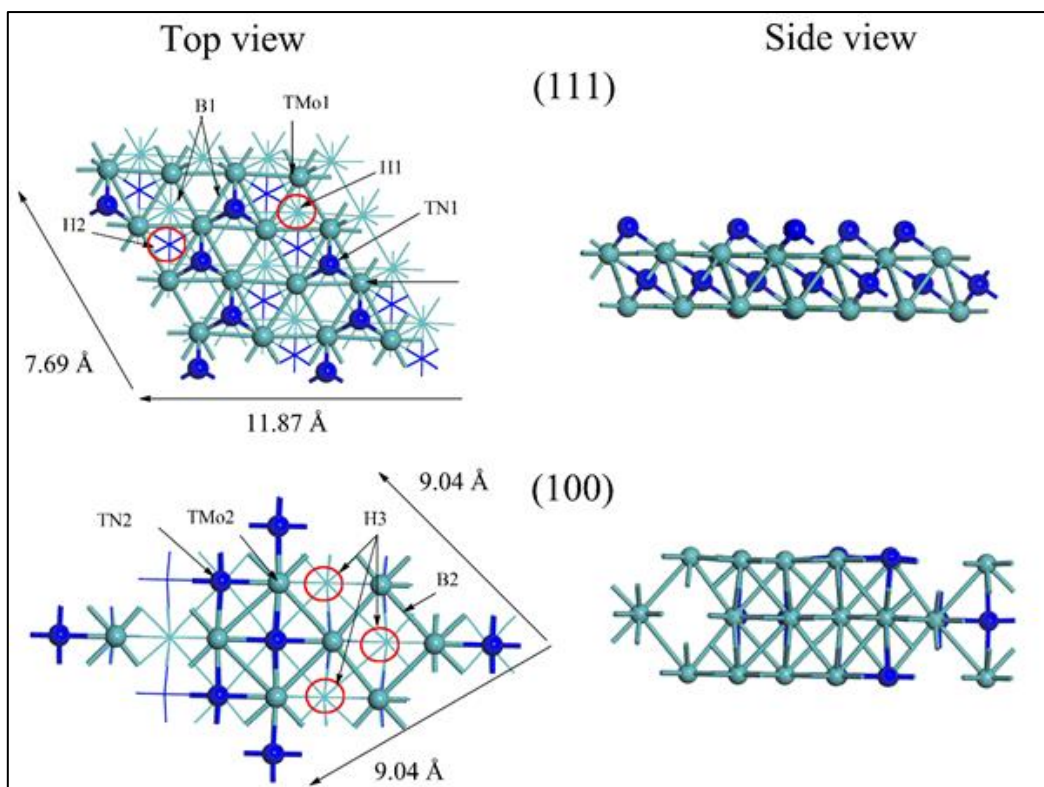 Top view
Side view
(111)
B1
TMo1
H1
TN1
H2
7.69 Å
11.87 Å
(100)
9.04 Å
TN2
TMo2
H3
B2
9.04 Å